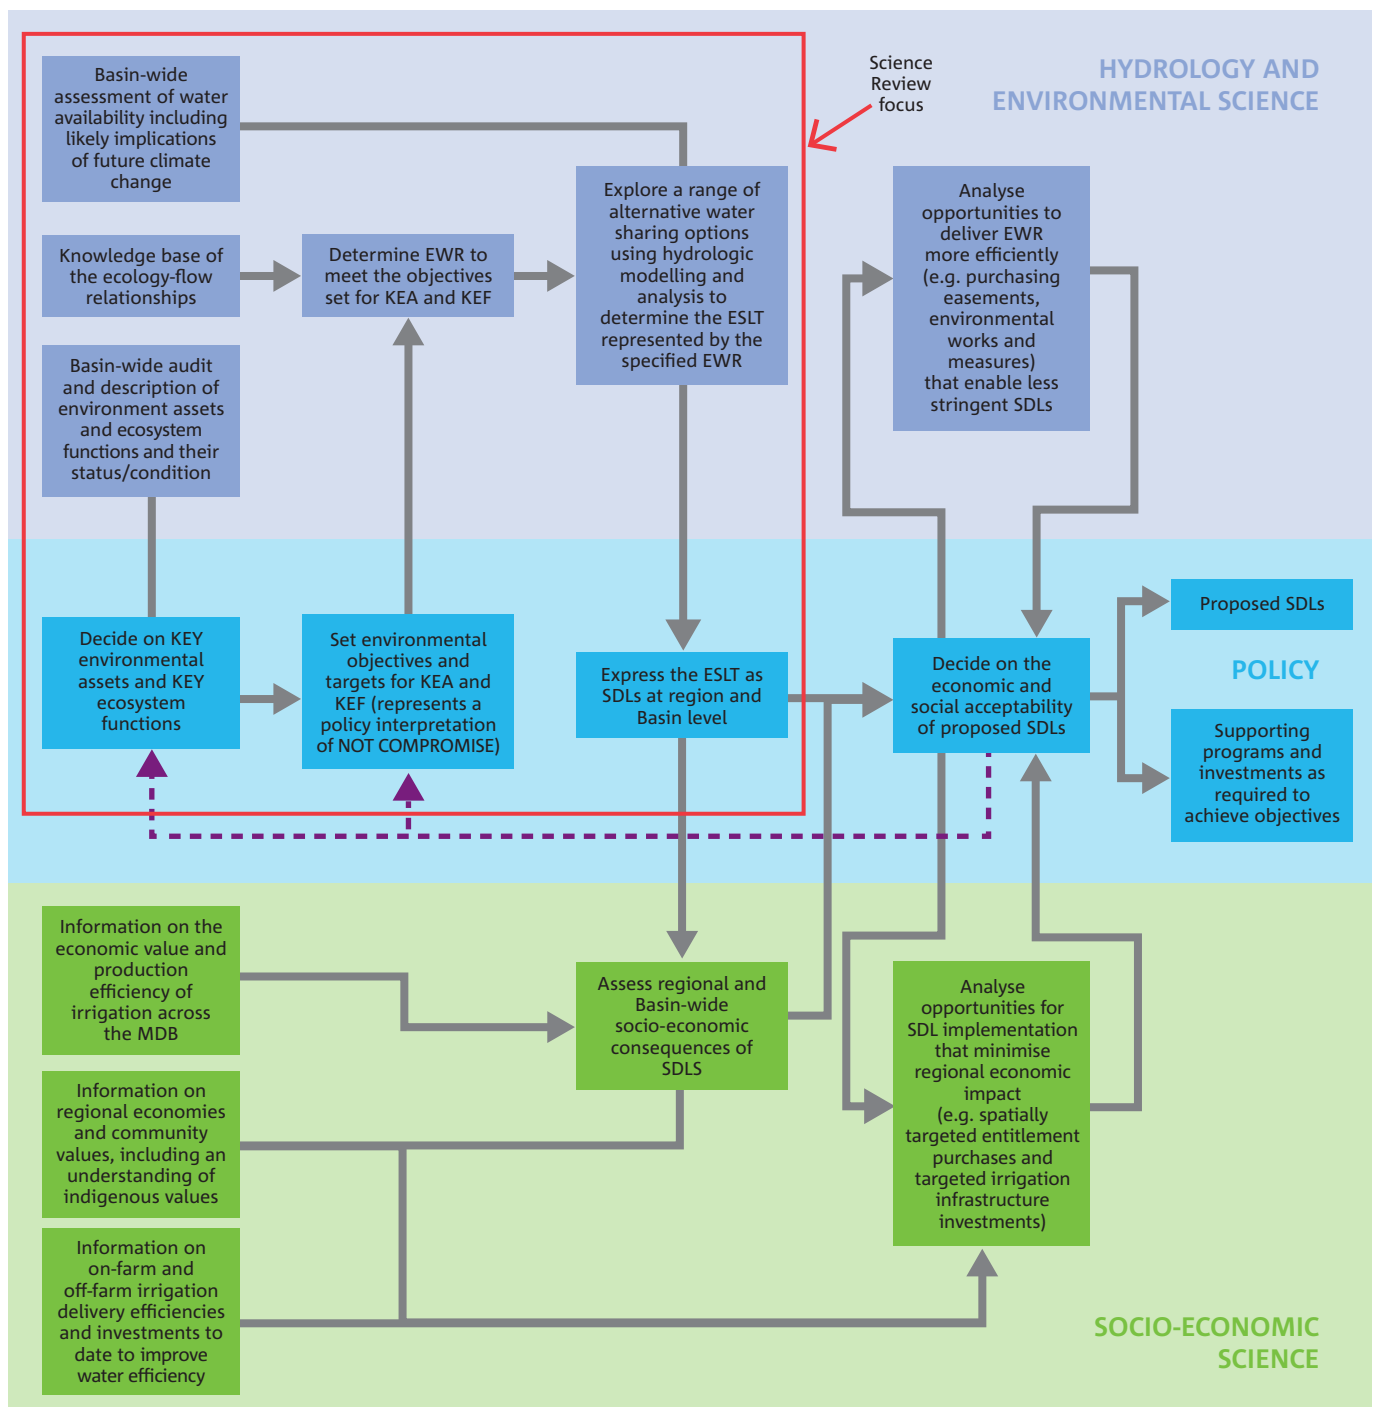 Basin-wide
assessment of water
availability including
likely implications
of future climate
change
Science
Review
focus
HYDROLOGY AND
ENVIRONMENTAL SCIENCE
Knowledge base of
the ecology-flow
relationships
Determine EWR to
meet the objectives
set for KEA and KEF
Explore a range of
alternative water
sharing options
using hydrologic
modelling and
analysis to
determine the ESLT
represented by the
specified EWR
Analyse
opportunities to
deliver EWR
more efficiently
(e.g. purchasing
easements,
environmental
works and
measures)
that enable less
stringent SDLs
Basin-wide audit
and description of
environment assets
and ecosystem
functions and their
status/condition
Decide on KEY
environmental
assets and KEY
ecosystem
functions
Set environmental
objectives and
targets for KEA and
KEF (represents a
policy interpretation
of NOT COMPROMISE)
Express the ESLT as
SDLs at region and
Basin level
Decide on the
economic and
social acceptability
of proposed SDLs
Proposed SDLs
POLICY
Supporting
programs and
investments as
required to
achieve objectives
Information on the
economic value and
production
efficiency of
irrigation across
the MDB
Assess regional and
Basin-wide
socio-economic
consequences of
SDLS
Analyse
opportunities for
SDL implementation
that minimise
regional economic
impact
(e.g. spatially
targeted entitlement
purchases and
targeted irrigation
infrastructure
investments)
Information on
regional economies
and community
values, including an
understanding of
indigenous values
Information on
on-farm and
off-farm irrigation
delivery efficiencies
and investments to
date to improve
water efficiency
SOCIO-ECONOMIC
SCIENCE